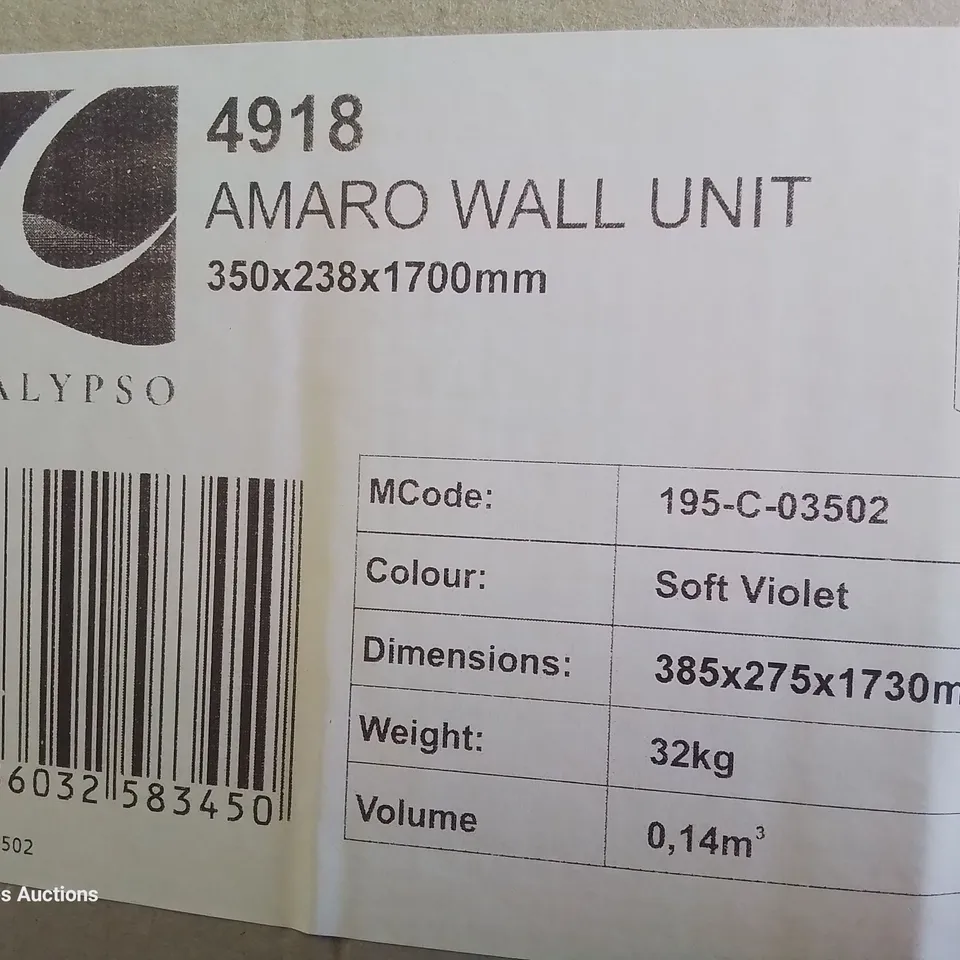 4918
AMARO WALL UNIT
350x238x1700mm
ALYPSO
MCode: 195-C-03502
Colour: Soft Violet
Dimensions: 385x275x1730m
Weight: 32kg
Volume 0,14m³
6032 583450
502
s Auctions